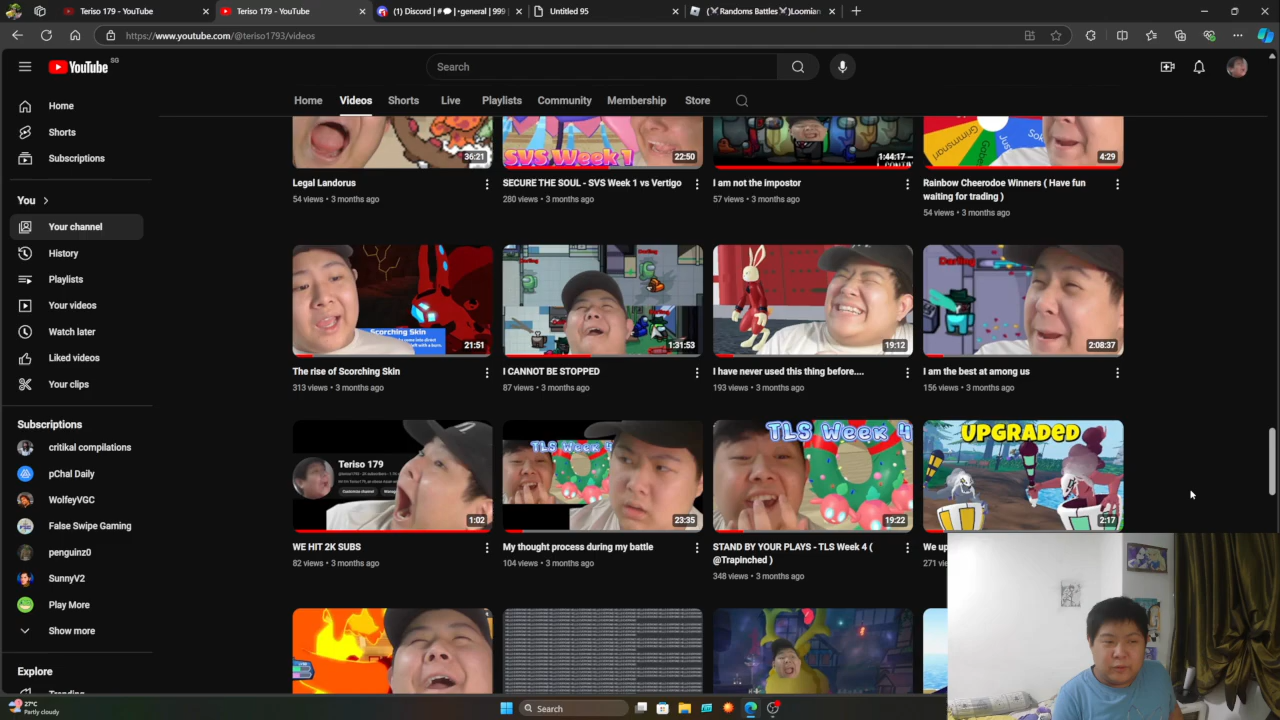 Teriso 179 - YouTube
Teriso 179 - YouTube
(1) Discord | #💬 | •general | 999
Untitled 95
(⚔️Randoms Battles⚔️)Loomian
https://www.youtube.com/@teriso1793/videos
YouTube SG
Search
Home
Videos
Shorts
Live
Playlists
Community
Membership
Store
Home
Shorts
Subscriptions
You
Your channel
History
Playlists
Your videos
Watch later
Liked videos
Your clips
Subscriptions
critikal compilations
pChal Daily
WolfeyVGC
False Swipe Gaming
penguinz0
SunnyV2
Play More
Show more
Explore
36:21
Legal Landorus
54 views • 3 months ago
SVS Week 1
22:50
SECURE THE SOUL - SVS Week 1 vs Vertigo
280 views • 3 months ago
1:44:17
I am not the impostor
57 views • 3 months ago
Grimmsnarl
4:29
Rainbow Cheerodoe Winners ( Have fun
waiting for trading )
54 views • 3 months ago
Scorching Skin
21:51
The rise of Scorching Skin
313 views • 3 months ago
Darling
1:31:53
I CANNOT BE STOPPED
87 views • 3 months ago
19:12
I have never used this thing before....
193 views • 3 months ago
Darling
2:08:37
I am the best at among us
156 views • 3 months ago
Teriso 179
1:02
WE HIT 2K SUBS
82 views • 3 months ago
TLS Week 4
23:35
My thought process during my battle
104 views • 3 months ago
TLS Week 4
19:22
STAND BY YOUR PLAYS - TLS Week 4 (
@Trapinched )
348 views • 3 months ago
UPGRADED
2:17
We up
271 vi
27°C
Partly cloudy
Search